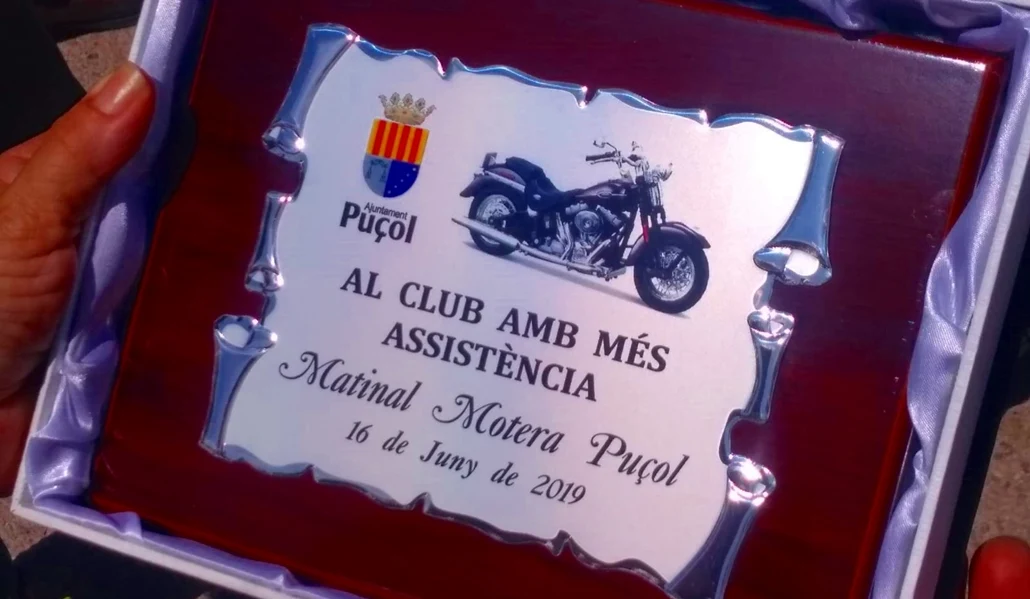 Ajuntament
Puçol
AL CLUB AMB MÉS
ASSISTÈNCIA
Matinal Motera Puçol
16 de Juny de 2019